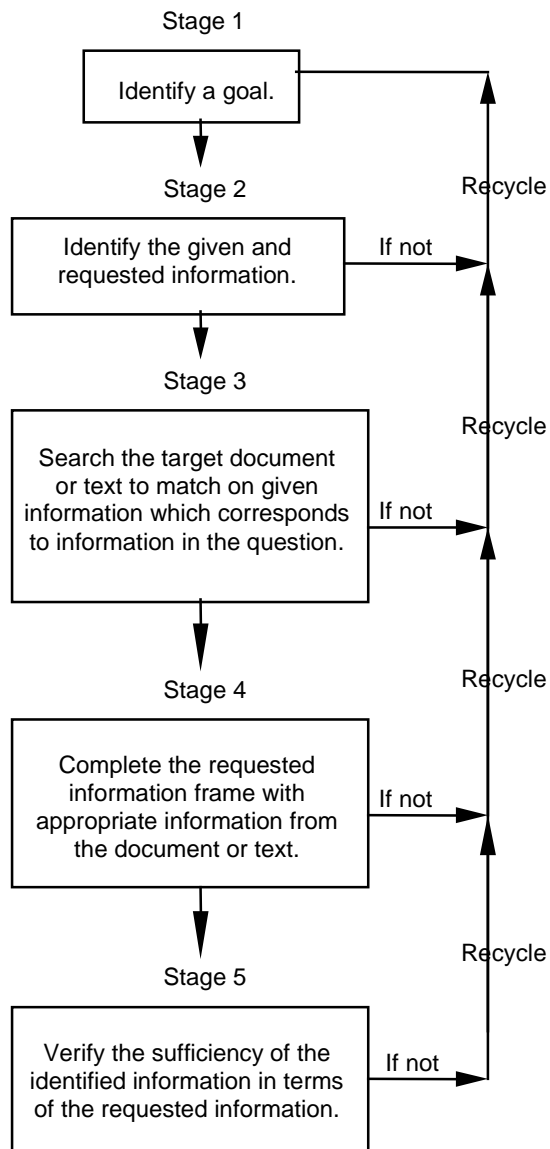 Stage 1
Identify a goal.
Recycle
Stage 2
Identify the given and
requested information.
If not
Stage 3
Recycle
Search the target document
or text to match on given
information which corresponds
to information in the question.
If not
Stage 4
Recycle
Complete the requested
information frame with
appropriate information from
the document or text.
If not
Recycle
Stage 5
Verify the sufficiency of the
identified information in terms
of the requested information.
If not